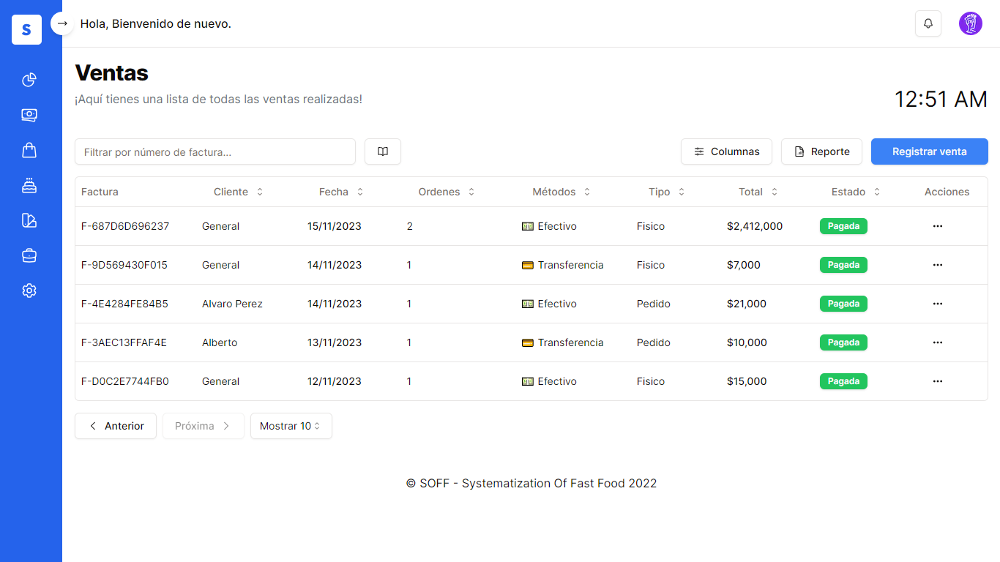 S
Hola, Bienvenido de nuevo.
Ventas
¡Aquí tienes una lista de todas las ventas realizadas!
12:51 AM
Filtrar por número de factura...
Columnas
Reporte
Registrar venta
Factura Cliente Fecha Ordenes Métodos Tipo Total Estado Acciones
F-687D6D696237 General 15/11/2023 2 Efectivo Fisico $2,412,000 Pagada
F-9D569430F015 General 14/11/2023 1 Transferencia Fisico $7,000 Pagada
F-4E4284FE84B5 Alvaro Perez 14/11/2023 1 Efectivo Pedido $21,000 Pagada
F-3AEC13FFAF4E Alberto 13/11/2023 1 Transferencia Pedido $10,000 Pagada
F-D0C2E7744FB0 General 12/11/2023 1 Efectivo Fisico $15,000 Pagada
Anterior Próxima Mostrar 10
© SOFF - Systematization Of Fast Food 2022